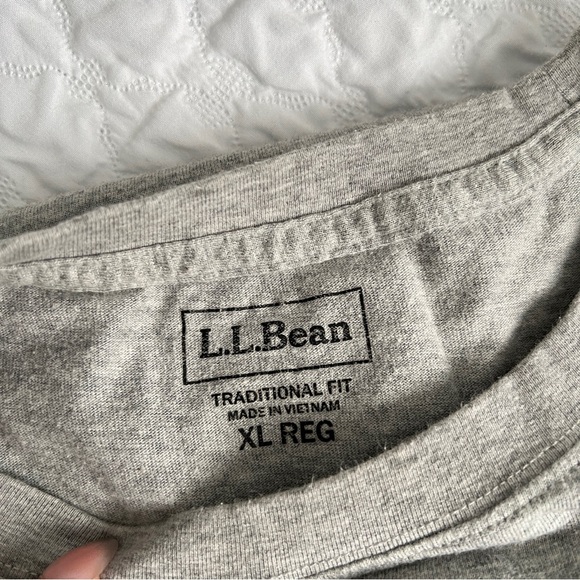 L.L.Bean
TRADITIONAL FIT
MADE IN VIETNAM
XL REG